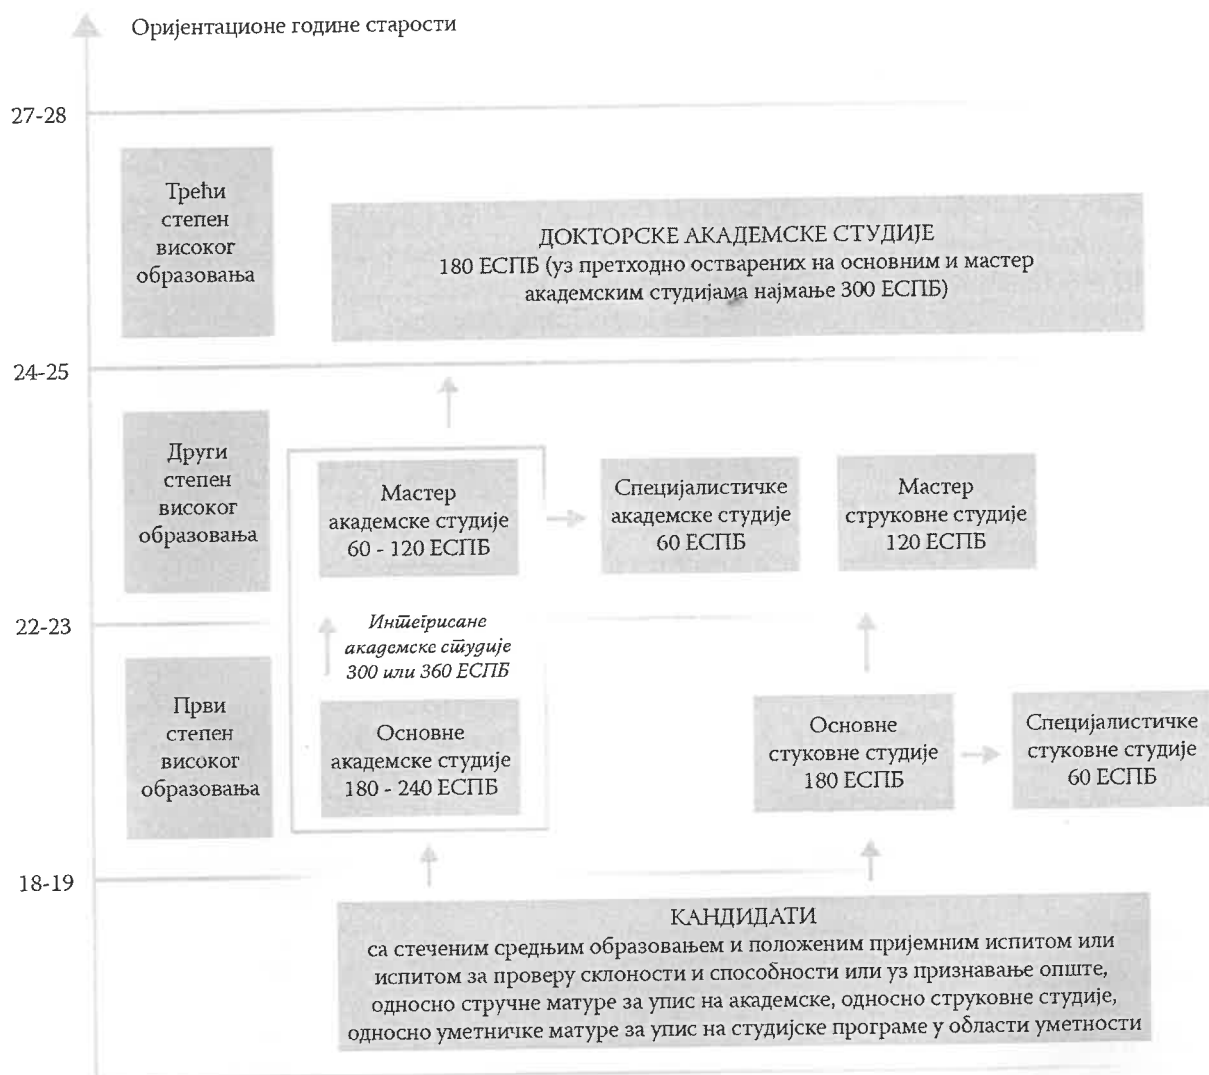 Оријентационе године старости
27-28
Трећи
степен
високог
образовања
ДОКТОРСКЕ АКАДЕМСКЕ СТУДИЈЕ
180 ЕСПБ (уз претходно остварених на основним и мастер
академским студијама најмање 300 ЕСПБ)
24-25
Други
степен
високог
образовања
Мастер
академске студије
60 - 120 ЕСПБ
Специјалистичке
академске студије
60 ЕСПБ
Мастер
струковне студије
120 ЕСПБ
22-23
Интегрисане
академске студије
300 или 360 ЕСПБ
Први
степен
високог
образовања
Основне
академске студије
180 - 240 ЕСПБ
Основне
стуковне студије
180 ЕСПБ
Специјалистичке
стуковне студије
60 ЕСПБ
18-19
КАНДИДАТИ
са стеченим средњим образовањем и положеним пријемним испитом или
испитом за проверу склоности и способности или уз признавање опште,
односно стручне матуре за упис на академске, односно струковне студије,
односно уметничке матуре за упис на студијске програме у области уметности